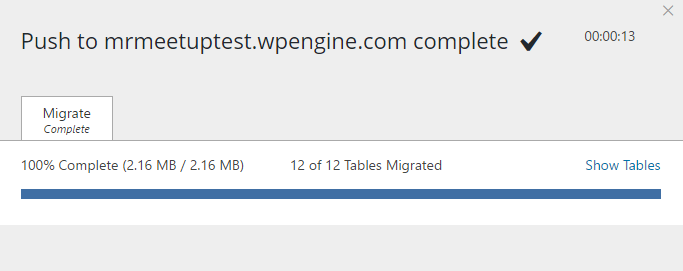 Push to mrmeetuptest.wpengine.com complete ✔ 00:00:13
Migrate
Complete
100% Complete (2.16 MB / 2.16 MB) 12 of 12 Tables Migrated Show Tables